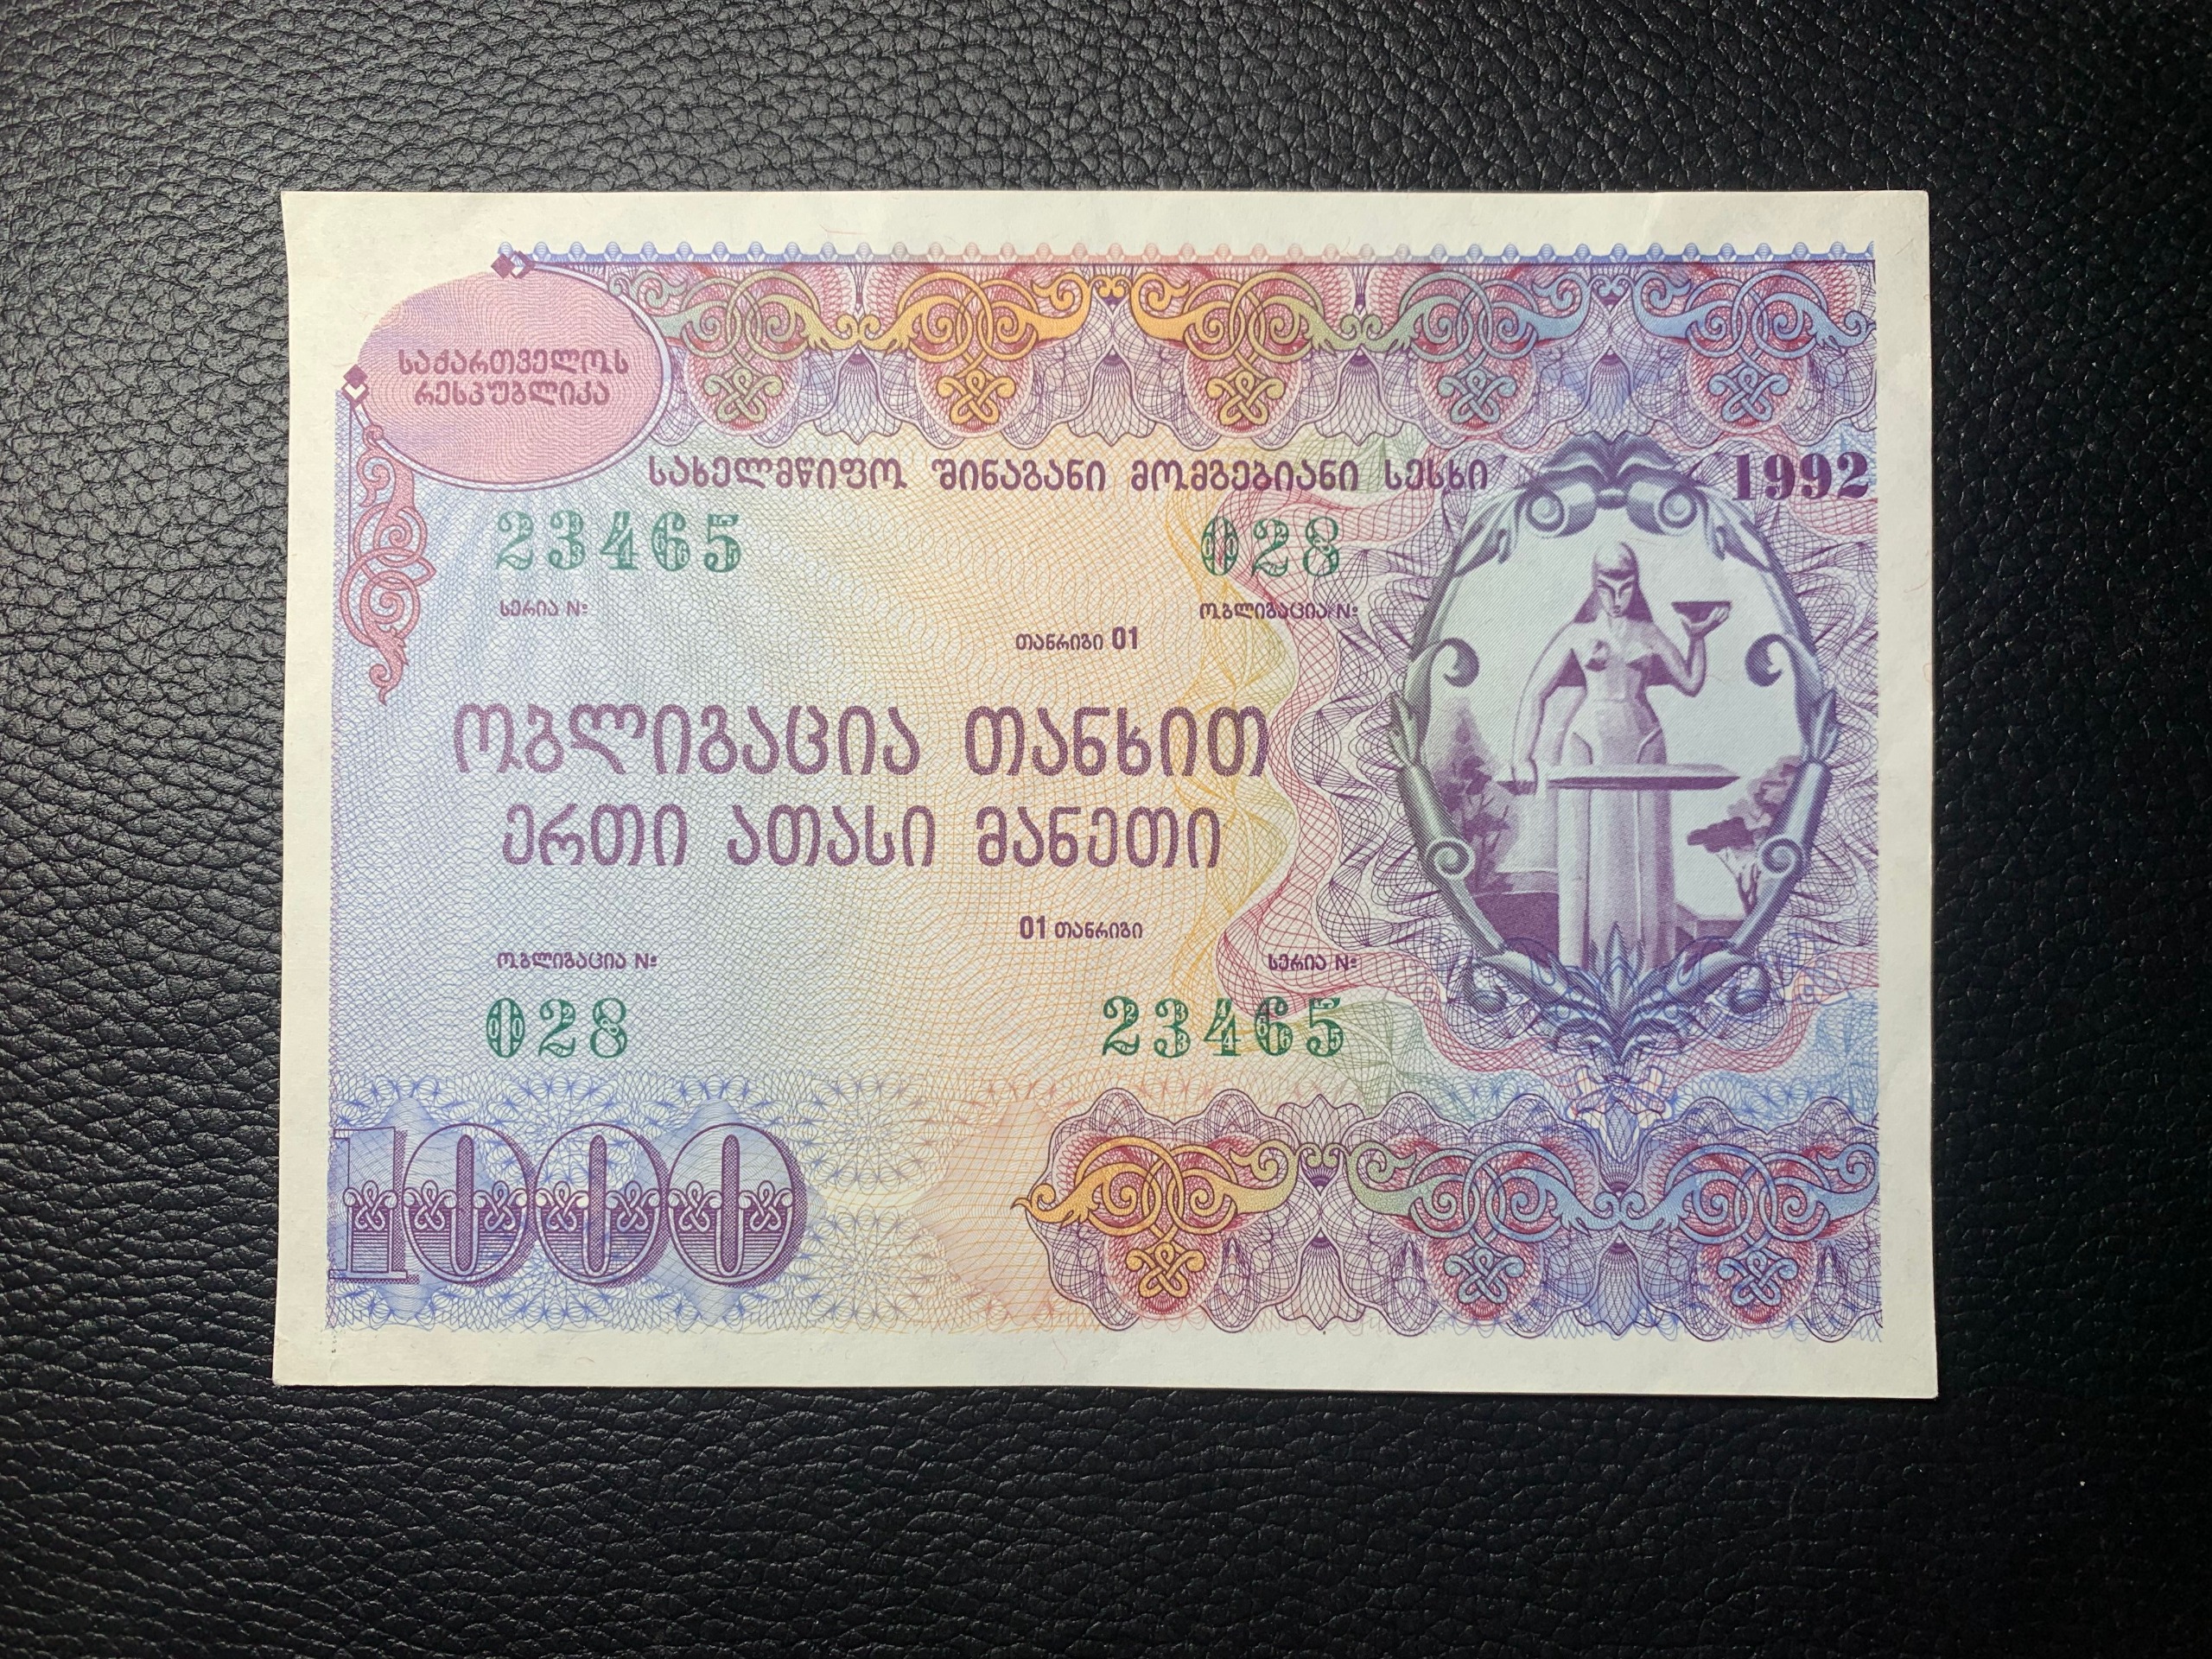 საქართველოს
რესპუბლიკა
სახელმწიფო შინაგანი მომგებიანი სესხი 1992
23465 028
სერია № ობლიგაცია №
თანრიგი 01
ობლიგაცია თანხით
ერთი ათასი მანეთი
01 თანრიგი
ობლიგაცია № სერია №
028 23465
1000